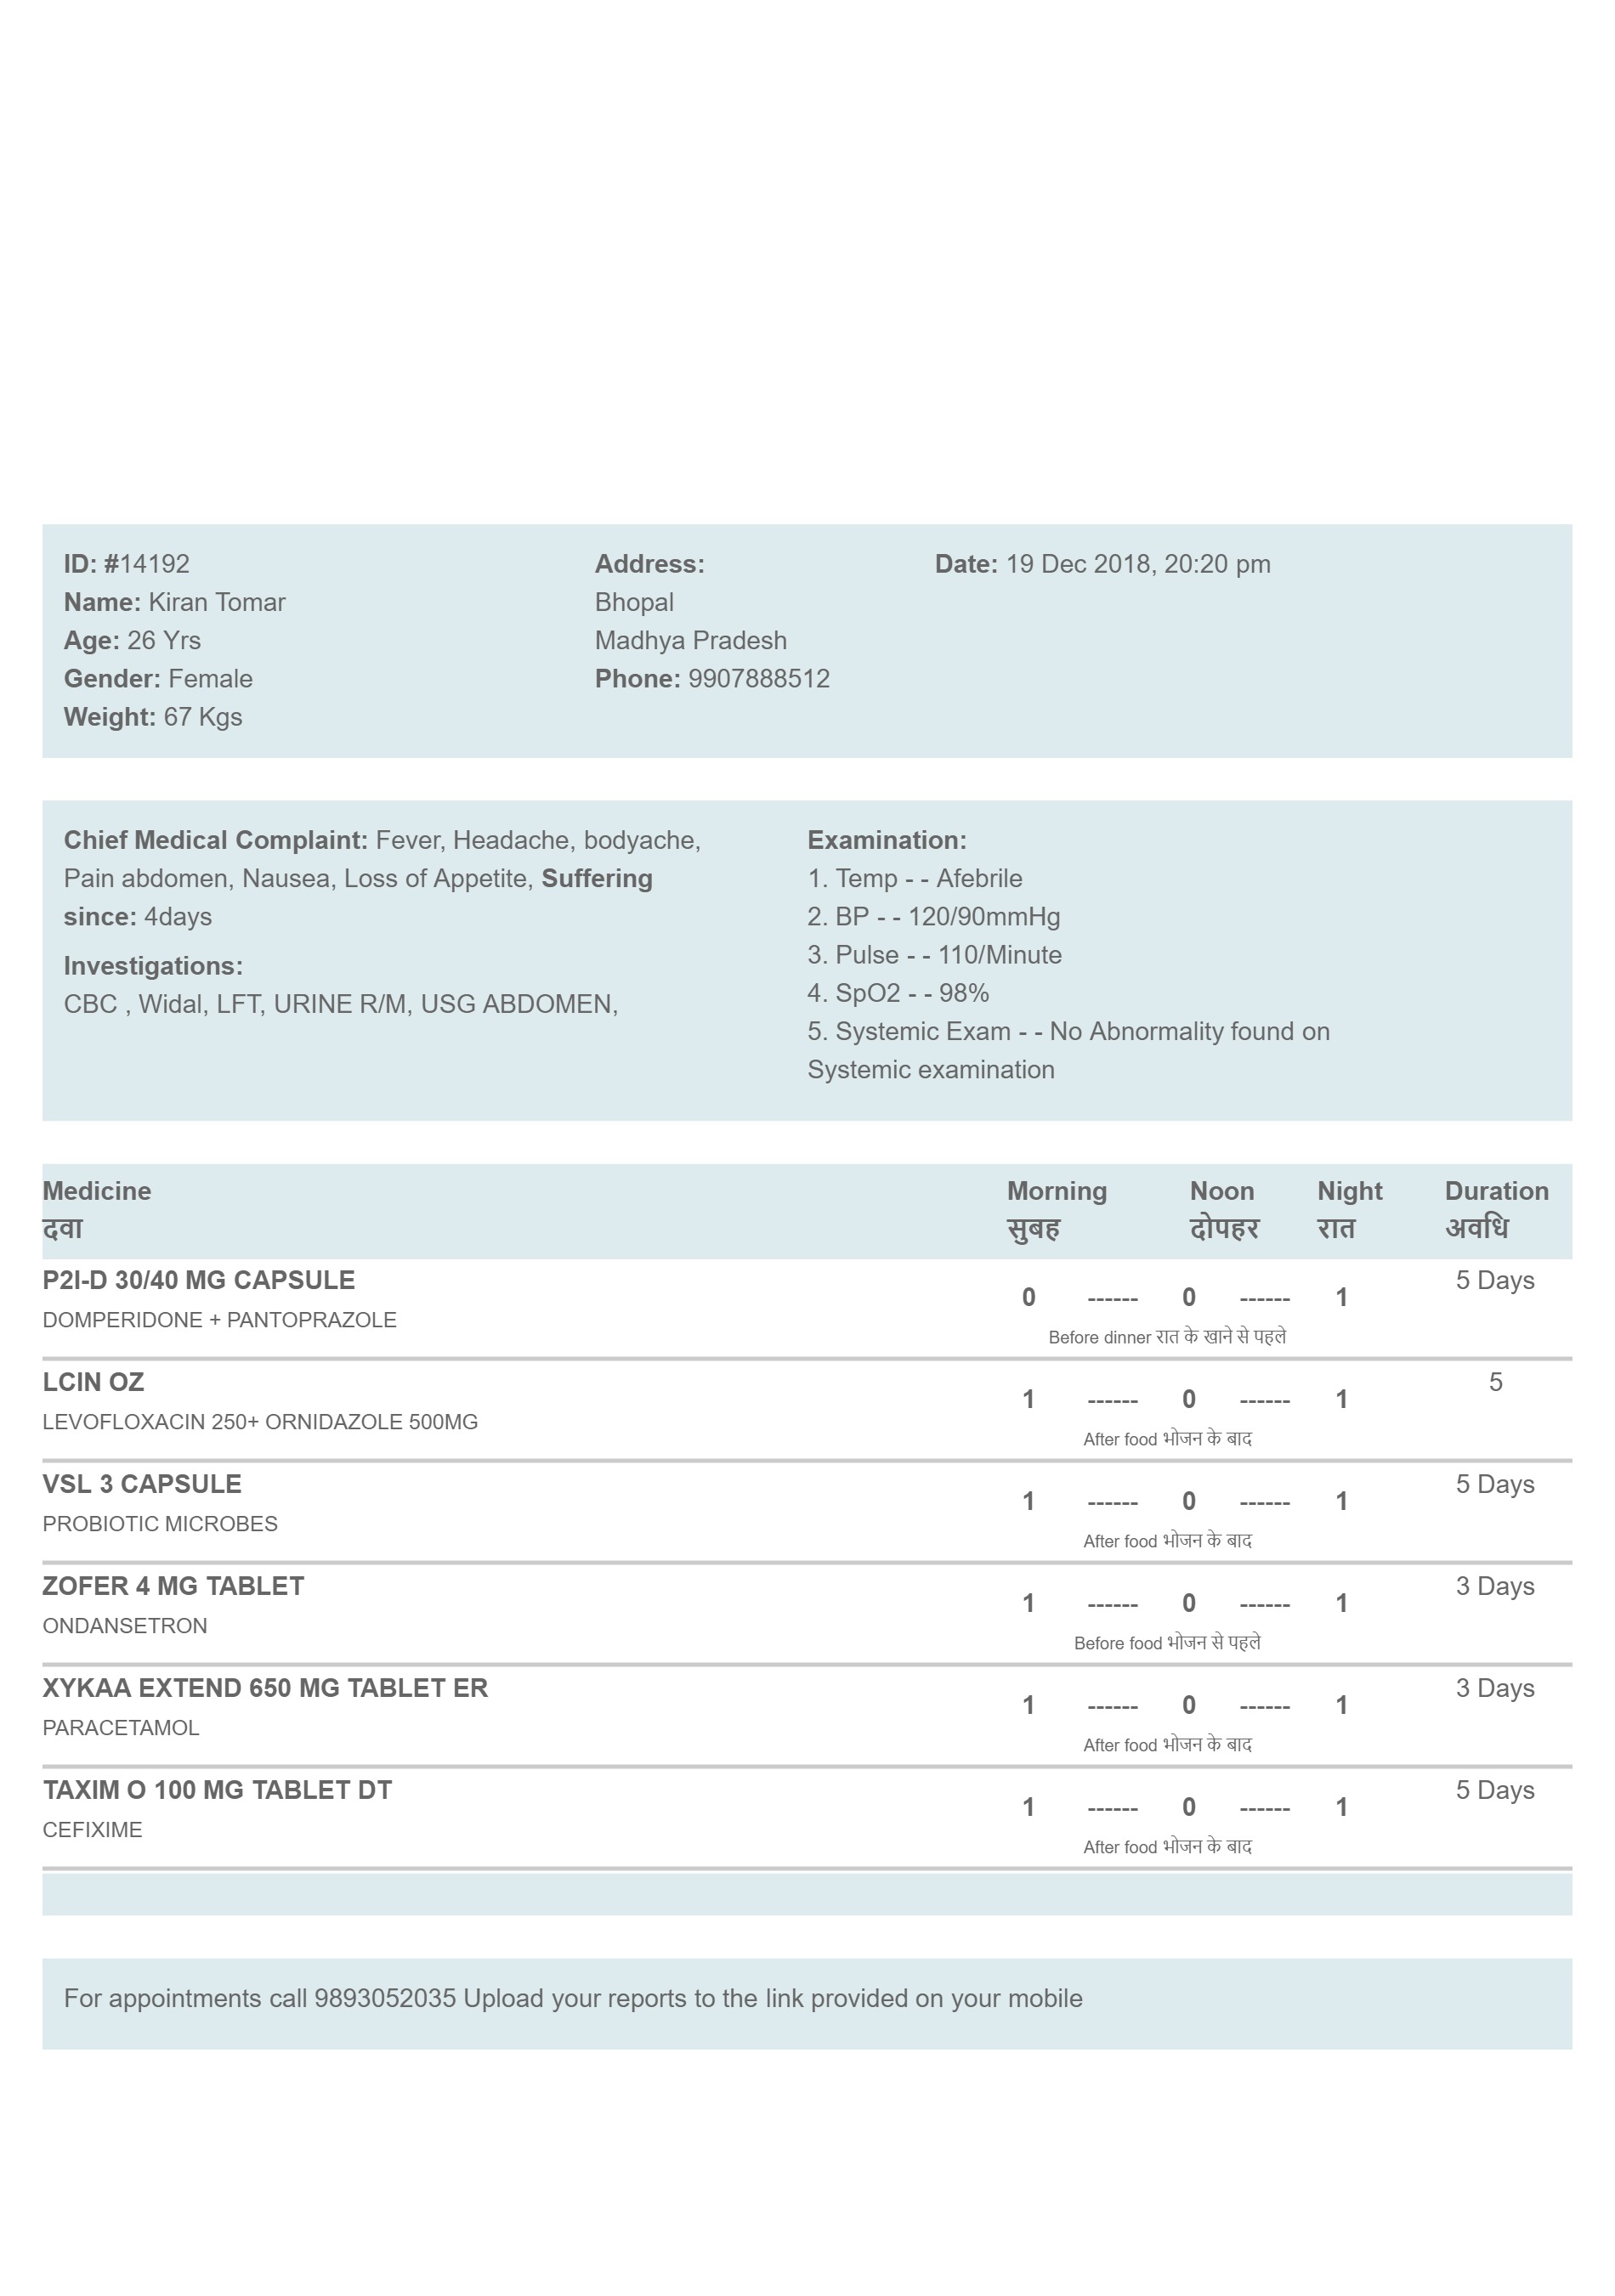 ID: #14192
Name: Kiran Tomar
Age: 26 Yrs
Gender: Female
Weight: 67 Kgs
Address:
Bhopal
Madhya Pradesh
Phone: 9907888512
Date: 19 Dec 2018, 20:20 pm
Chief Medical Complaint: Fever, Headache, bodyache,
Pain abdomen, Nausea, Loss of Appetite, Suffering
since: 4days
Investigations:
CBC , Widal, LFT, URINE R/M, USG ABDOMEN,
Examination:
1. Temp - - Afebrile
2. BP - - 120/90mmHg
3. Pulse - - 110/Minute
4. SpO2 - - 98%
5. Systemic Exam - - No Abnormality found on
Systemic examination
Medicine Morning Noon Night Duration
दवा सुबह दोपहर रात अवधि
P2I-D 30/40 MG CAPSULE 0 ------ 0 ------ 1 5 Days
DOMPERIDONE + PANTOPRAZOLE Before dinner रात के खाने से पहले
LCIN OZ 1 ------ 0 ------ 1 5
LEVOFLOXACIN 250+ ORNIDAZOLE 500MG After food भोजन के बाद
VSL 3 CAPSULE 1 ------ 0 ------ 1 5 Days
PROBIOTIC MICROBES After food भोजन के बाद
ZOFER 4 MG TABLET 1 ------ 0 ------ 1 3 Days
ONDANSETRON Before food भोजन से पहले
XYKAA EXTEND 650 MG TABLET ER 1 ------ 0 ------ 1 3 Days
PARACETAMOL After food भोजन के बाद
TAXIM O 100 MG TABLET DT 1 ------ 0 ------ 1 5 Days
CEFIXIME After food भोजन के बाद
For appointments call 9893052035 Upload your reports to the link provided on your mobile